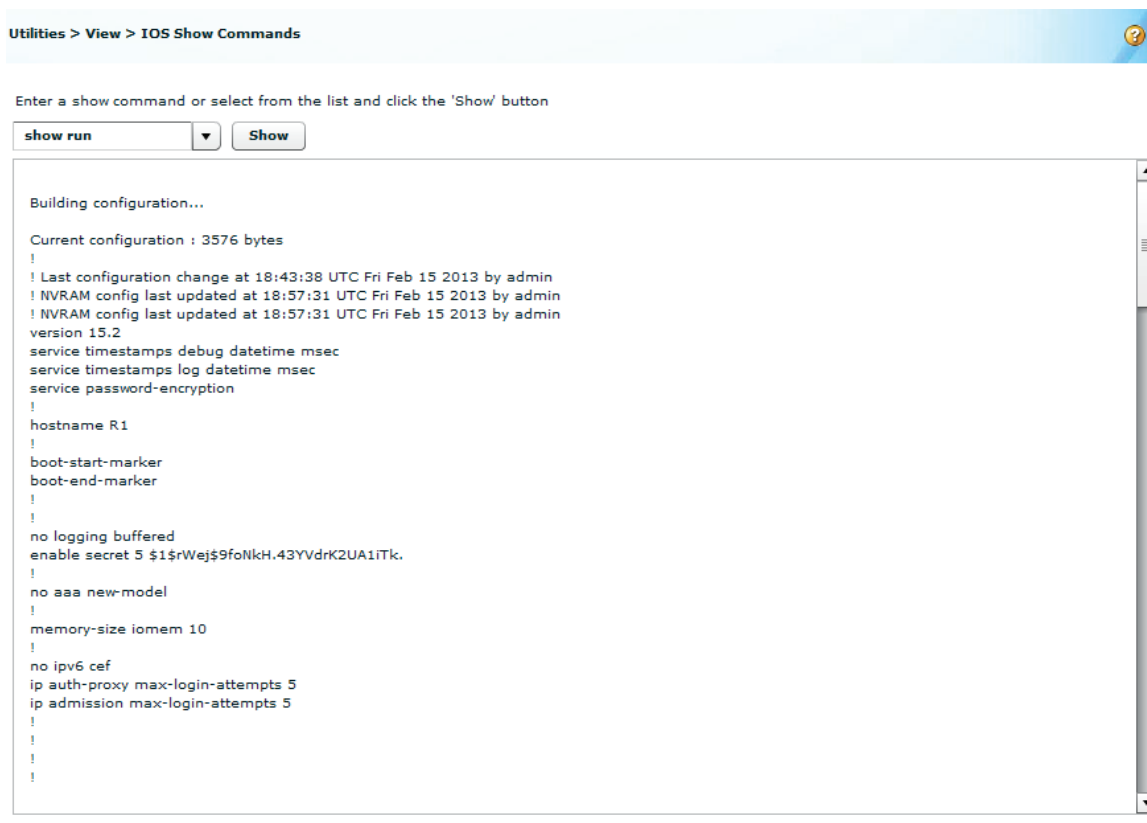 Utilities > View > IOS Show Commands
?
Enter a show command or select from the list and click the 'Show' button
show run
Show
Building configuration...
Current configuration : 3576 bytes
!
! Last configuration change at 18:43:38 UTC Fri Feb 15 2013 by admin
! NVRAM config last updated at 18:57:31 UTC Fri Feb 15 2013 by admin
! NVRAM config last updated at 18:57:31 UTC Fri Feb 15 2013 by admin
version 15.2
service timestamps debug datetime msec
service timestamps log datetime msec
service password-encryption
!
hostname R1
!
boot-start-marker
boot-end-marker
!
!
no logging buffered
enable secret 5 $1$rWej$9foNkH.43YVdrK2UA1iTk.
!
no aaa new-model
!
memory-size iomem 10
!
no ipv6 cef
ip auth-proxy max-login-attempts 5
ip admission max-login-attempts 5
!
!
!
!